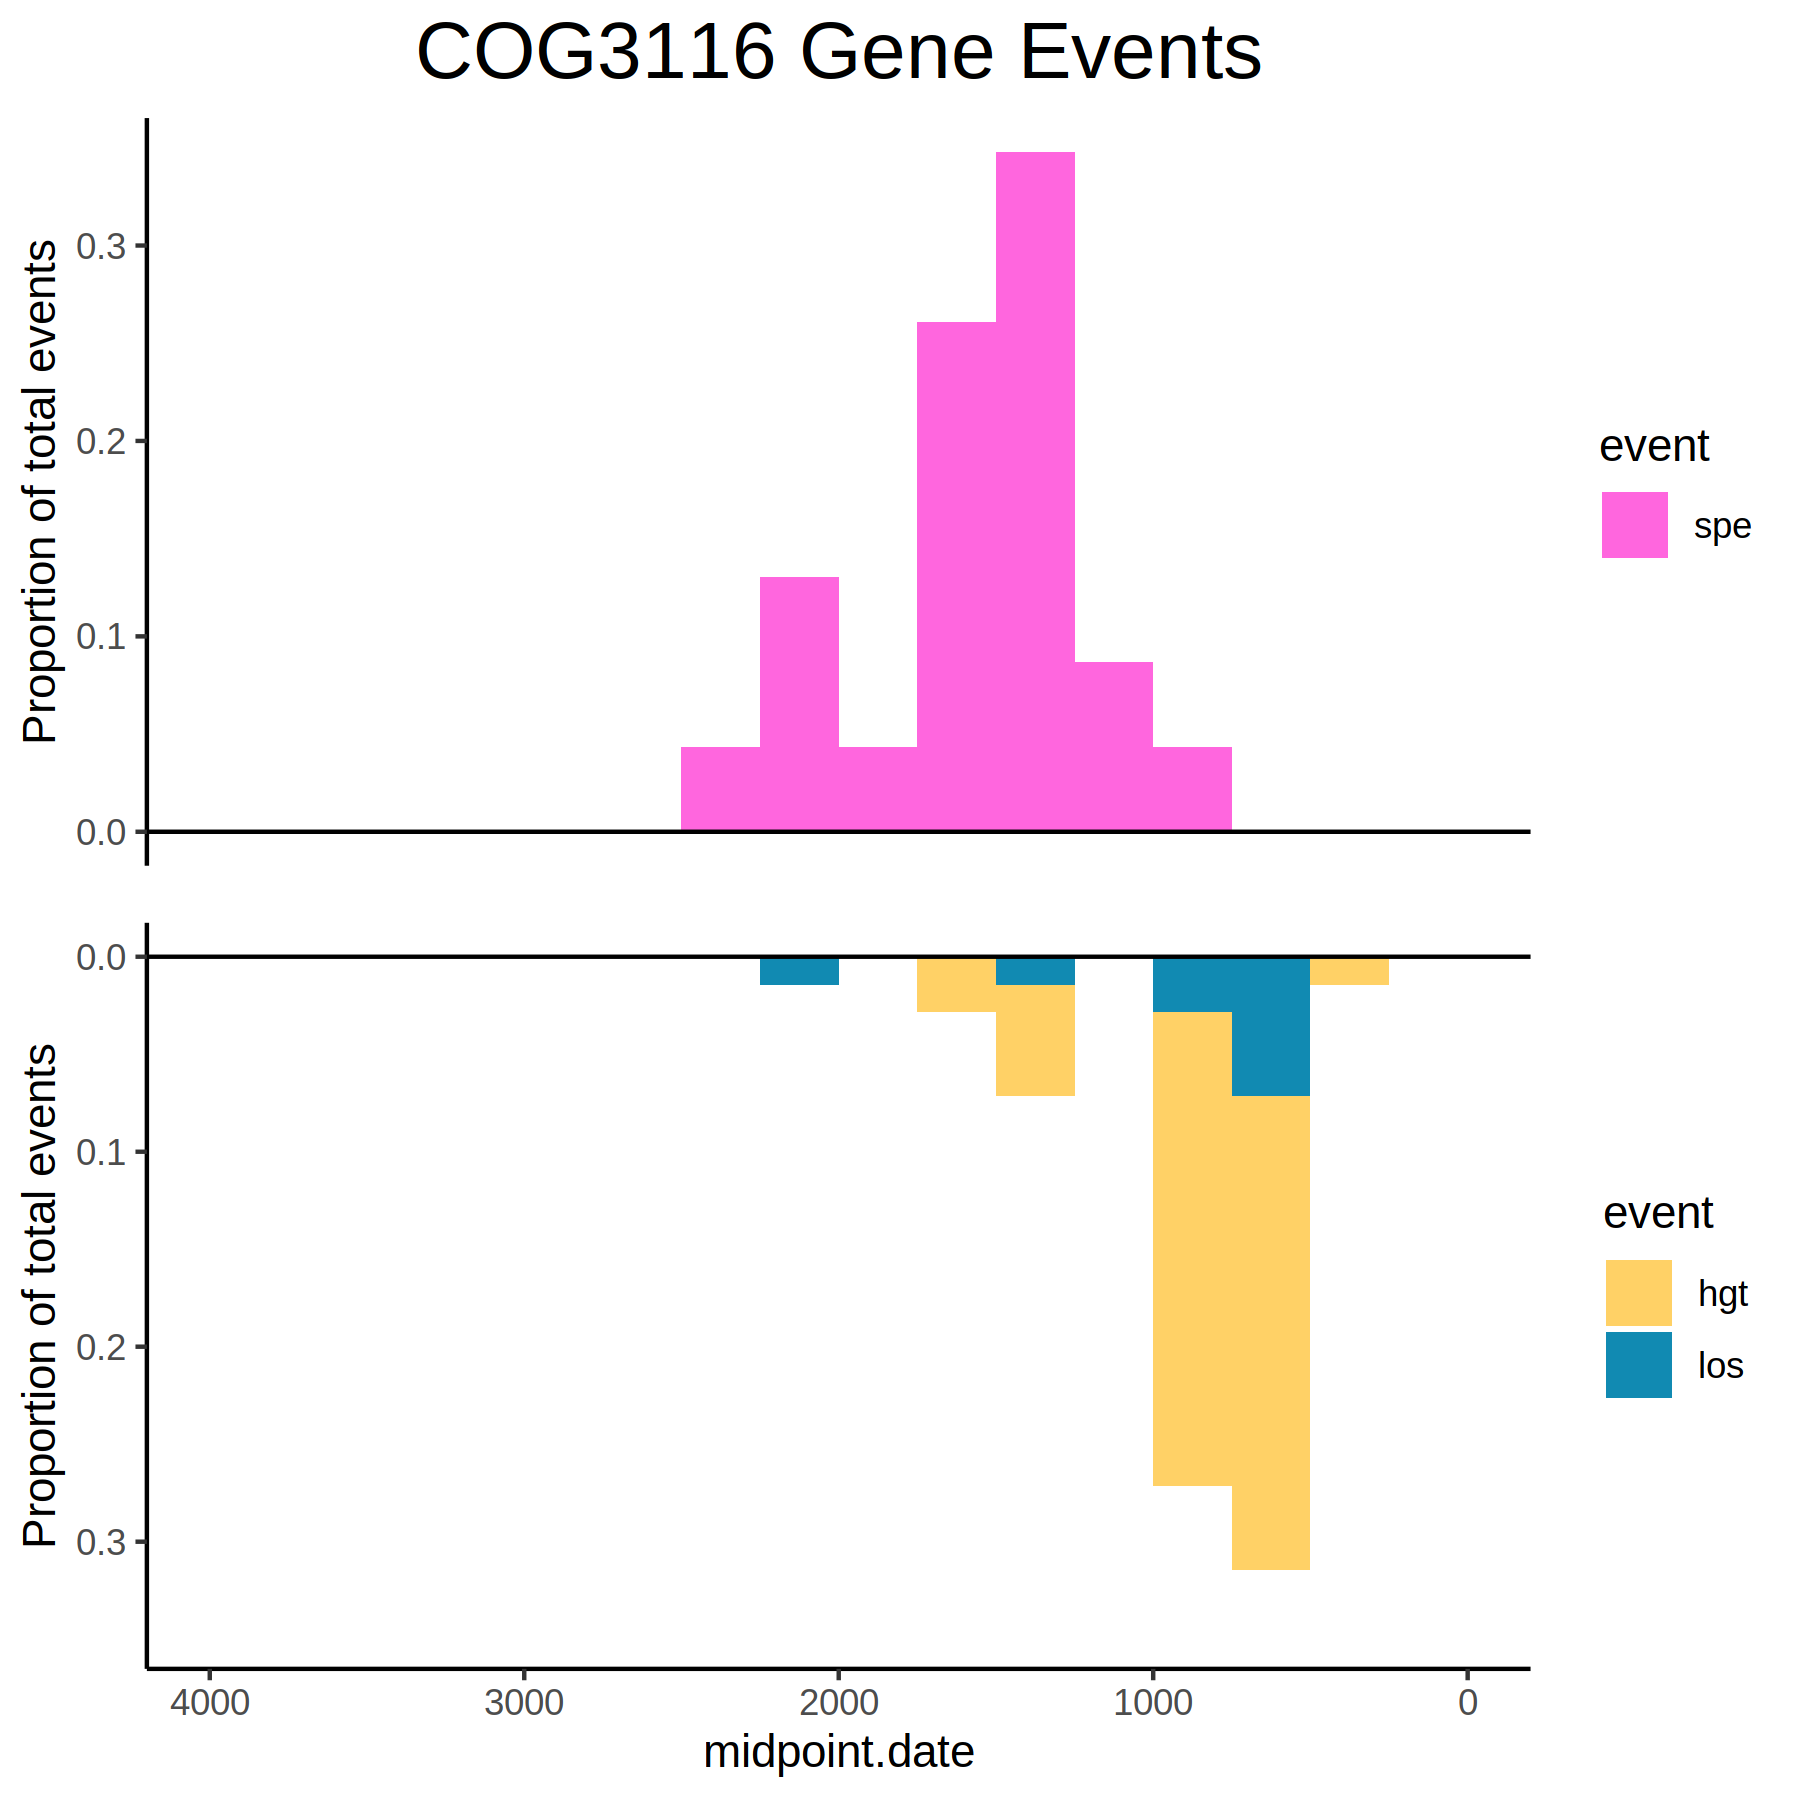 COG3116 Gene Events
Proportion of total events
0.3
0.2
0.1
0.0
event
spe
Proportion of total events
0.0
0.1
0.2
0.3
event
hgt
los
4000 3000 2000 1000 0
midpoint.date